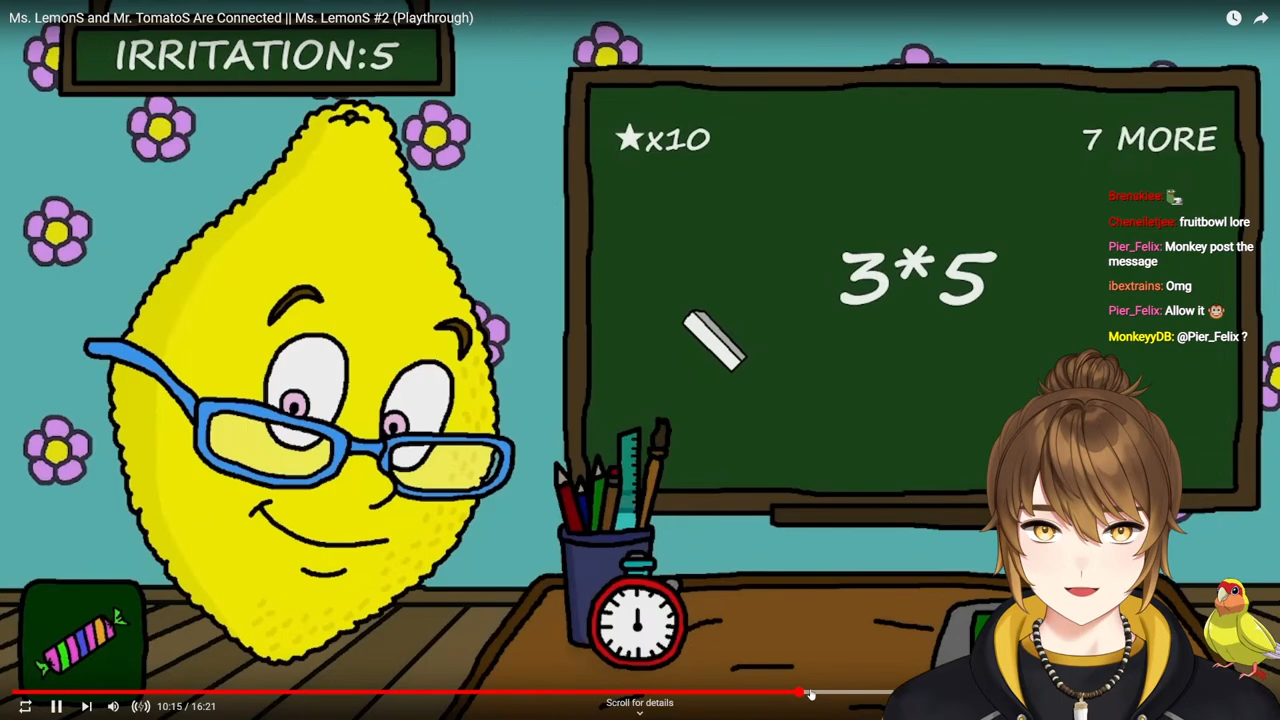 Ms. LemonS and Mr. TomatoS Are Connected || Ms. LemonS #2 (Playthrough)
IRRITATION:5
★x10
7 MORE
3*5
Brenskiee:
Chenelletjee: fruitbowl lore
Pier_Felix: Monkey post the
message
ibextrains: Omg
Pier_Felix: Allow it
MonkeyyDB: @Pier_Felix ?
10:15 / 16:21
Scroll for details